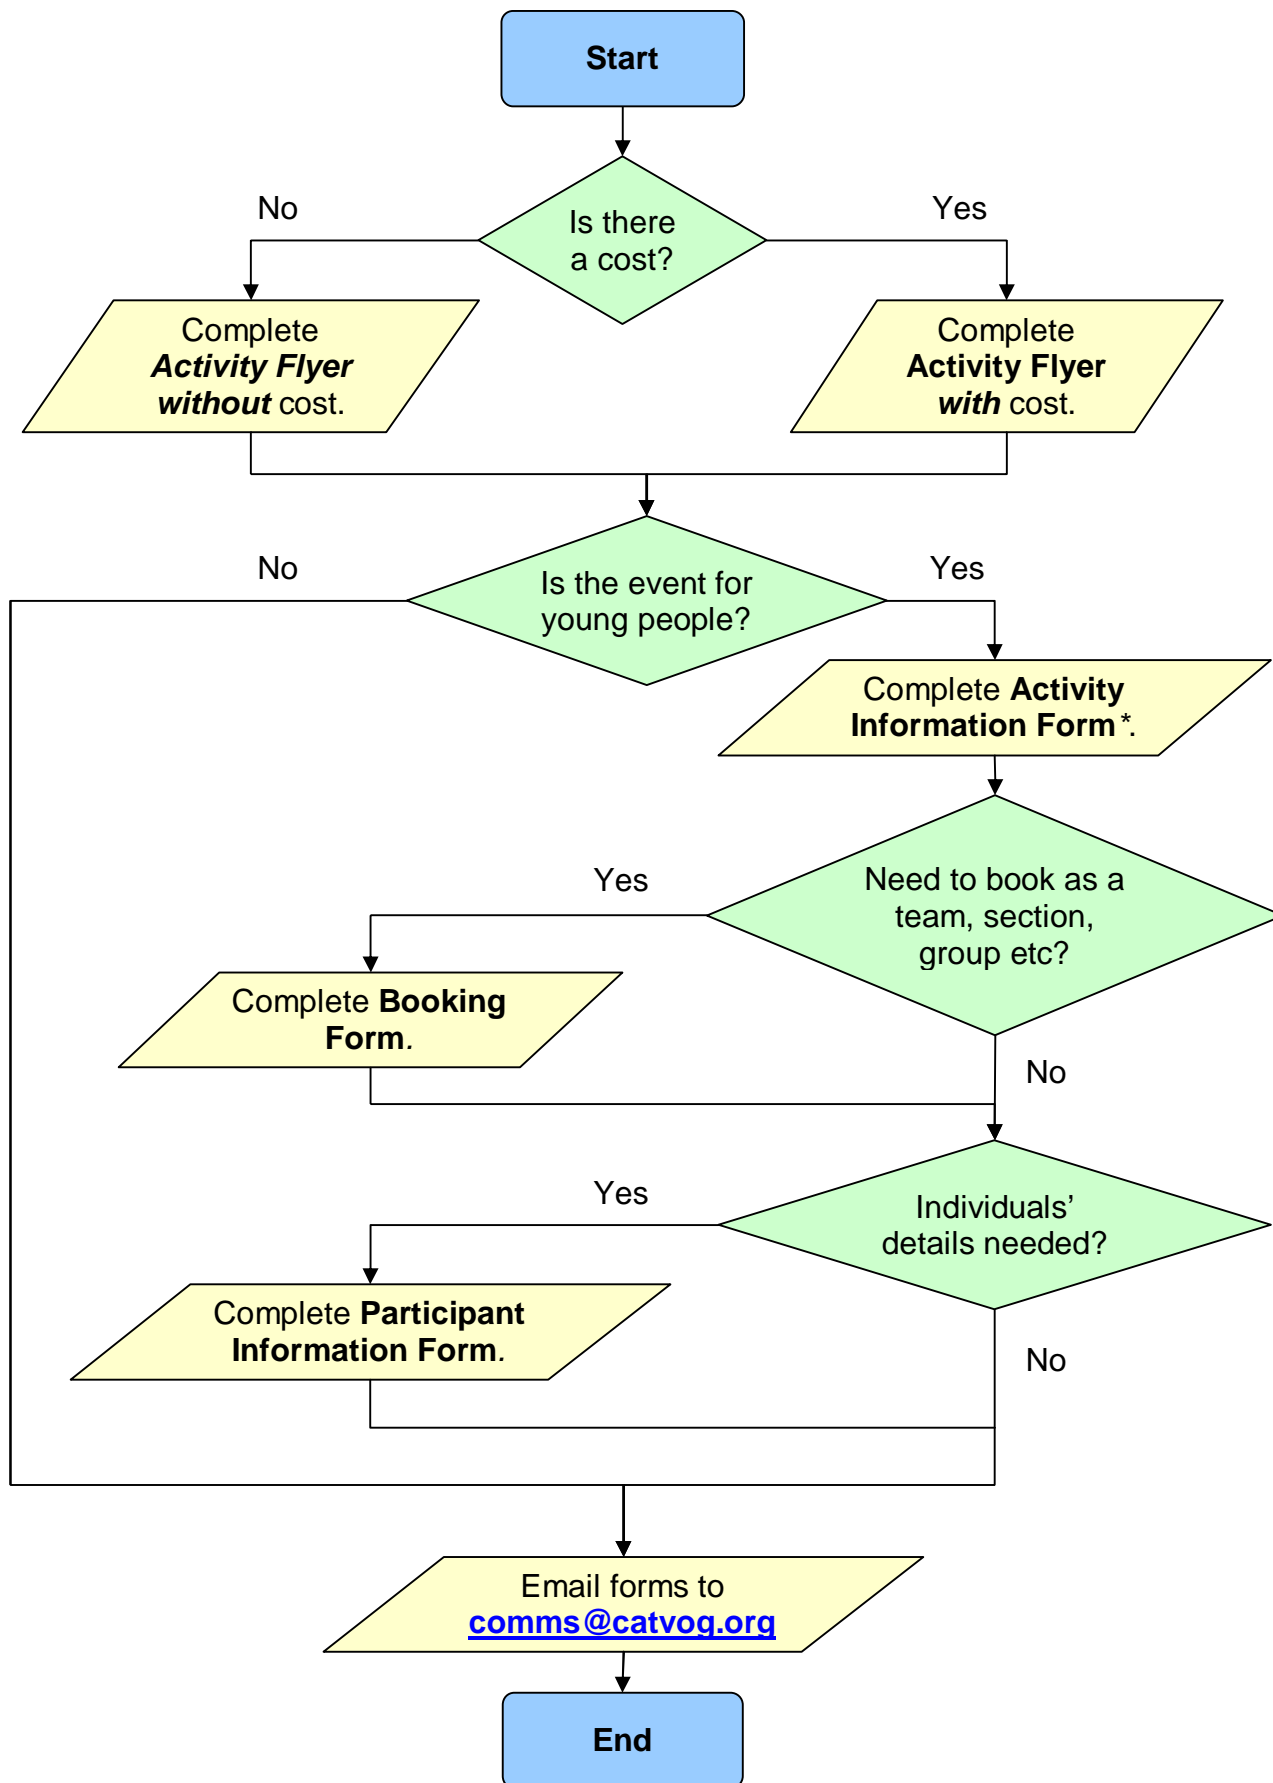 Start
No
Yes
Is there
a cost?
Complete
Activity Flyer
without cost.
Complete
Activity Flyer
with cost.
No
Yes
Is the event for
young people?
Complete Activity
Information Form*.
Yes
Need to book as a
team, section,
group etc?
Complete Booking
Form.
No
Yes
Individuals’
details needed?
Complete Participant
Information Form.
No
Email forms to
comms@catvog.org
End